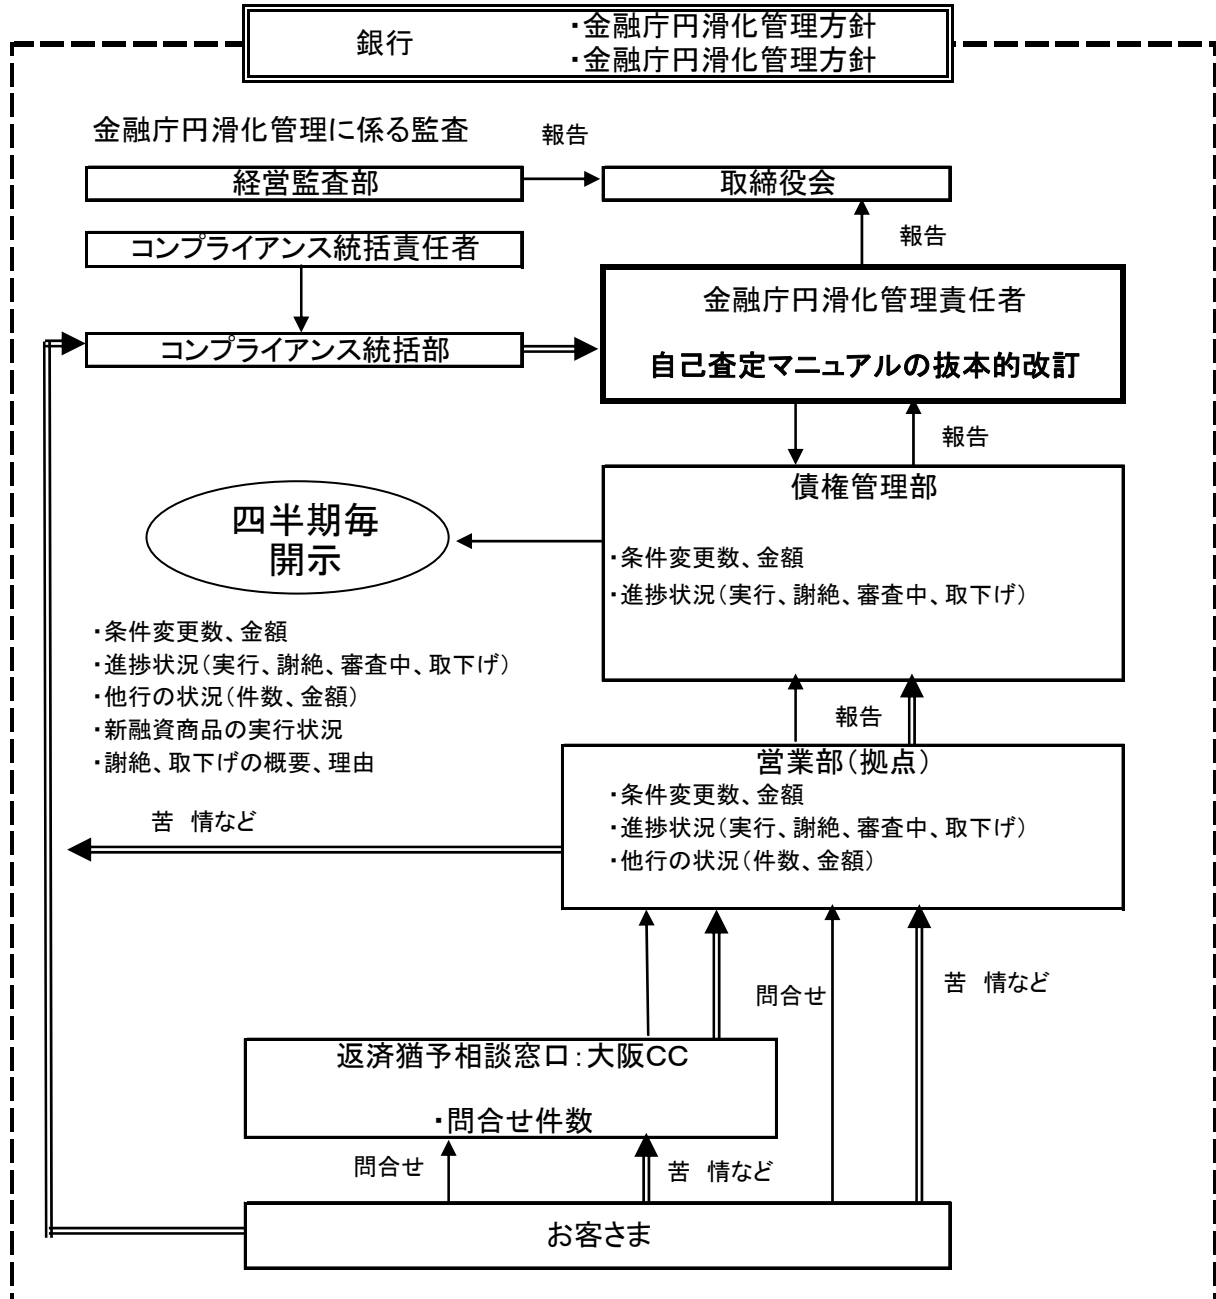 銀行
・金融庁円滑化管理方針
・金融庁円滑化管理方針
金融庁円滑化管理に係る監査
報告
経営監査部
取締役会
報告
コンプライアンス統括責任者
金融庁円滑化管理責任者
コンプライアンス統括部
自己査定マニュアルの抜本的改訂
報告
債権管理部
四半期毎
開示
・条件変更数、金額
・進捗状況(実行、謝絶、審査中、取下げ)
・条件変更数、金額
・進捗状況(実行、謝絶、審査中、取下げ)
・他行の状況(件数、金額)
・新融資商品の実行状況
・謝絶、取下げの概要、理由
報告
営業部(拠点)
・条件変更数、金額
・進捗状況(実行、謝絶、審査中、取下げ)
・他行の状況(件数、金額)
苦 情など
問合せ
苦 情など
返済猶予相談窓口:大阪CC
・問合せ件数
問合せ
苦 情など
お客さま